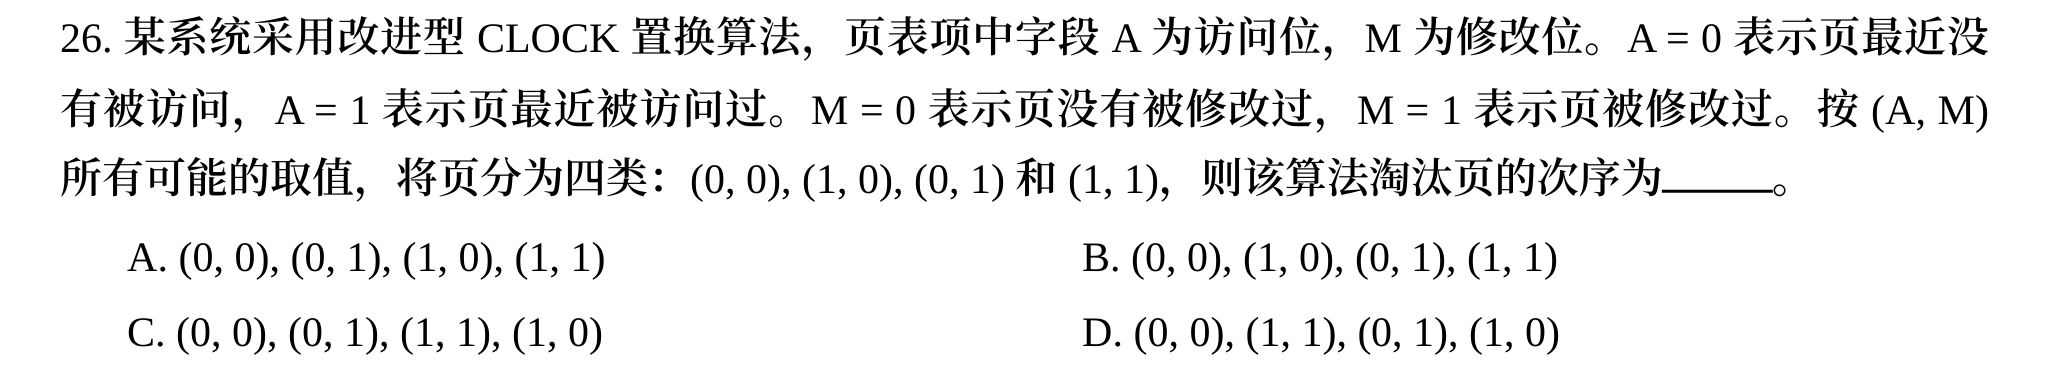 26. 某系统采用改进型 CLOCK 置换算法，页表项中字段 A 为访问位，M 为修改位。A = 0 表示页最近没
有被访问，A = 1 表示页最近被访问过。M = 0 表示页没有被修改过，M = 1 表示页被修改过。按 (A, M)
所有可能的取值，将页分为四类：(0, 0), (1, 0), (0, 1) 和 (1, 1)，则该算法淘汰页的次序为_____。
A. (0, 0), (0, 1), (1, 0), (1, 1)
B. (0, 0), (1, 0), (0, 1), (1, 1)
C. (0, 0), (0, 1), (1, 1), (1, 0)
D. (0, 0), (1, 1), (0, 1), (1, 0)